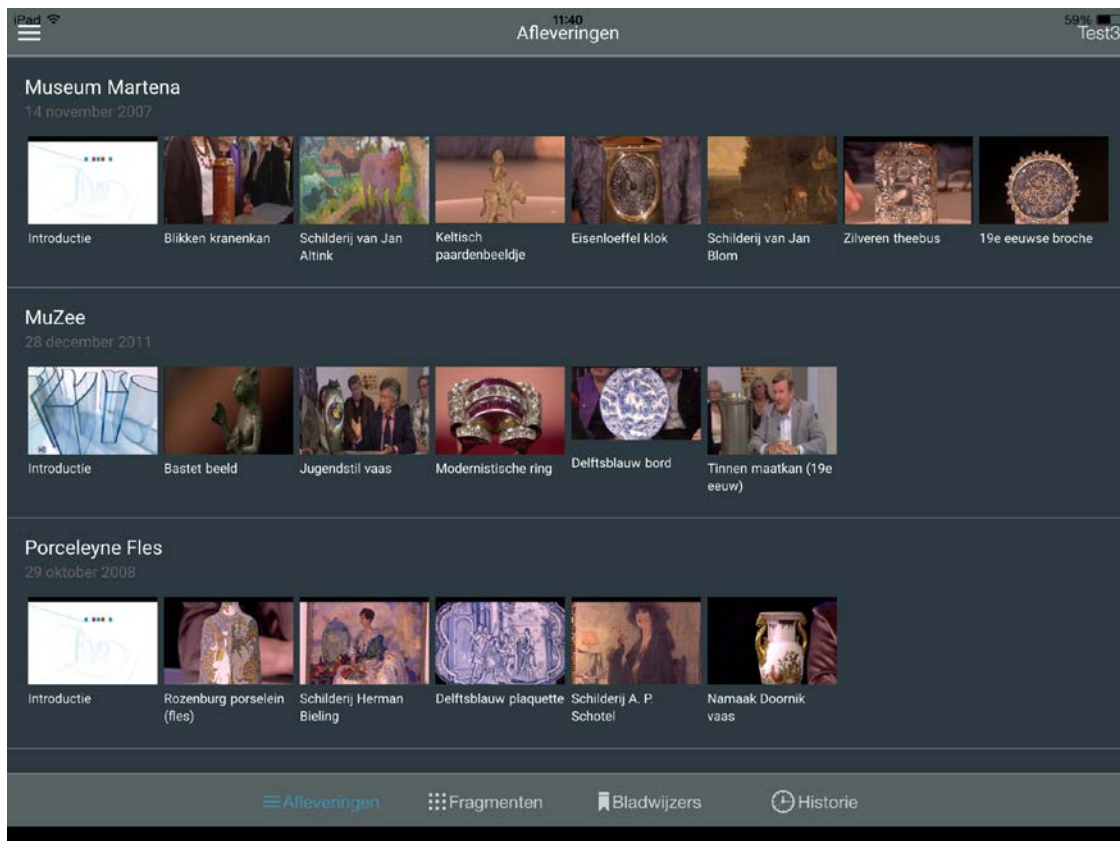 iPad 11:40 59%
Afleveringen Test3
Museum Martena
14 november 2007
Introductie Blikken kranenkan Schilderij van Jan Keltisch Eisenloeffel klok Schilderij van Jan Zilveren theebus 19e eeuwse broche
Altink paardenbeeldje Blom
MuZee
28 december 2011
Introductie Bastet beeld Jugendstil vaas Modernistische ring Delftsblauw bord Tinnen maatkan (19e
eeuw)
Porceleyne Fles
29 oktober 2008
Introductie Rozenburg porselein Schilderij Herman Delftsblauw plaquette Schilderij A. P. Namaak Doornik
(fles) Bieling Schotel vaas
Afleveringen Fragmenten Bladwijzers Historie